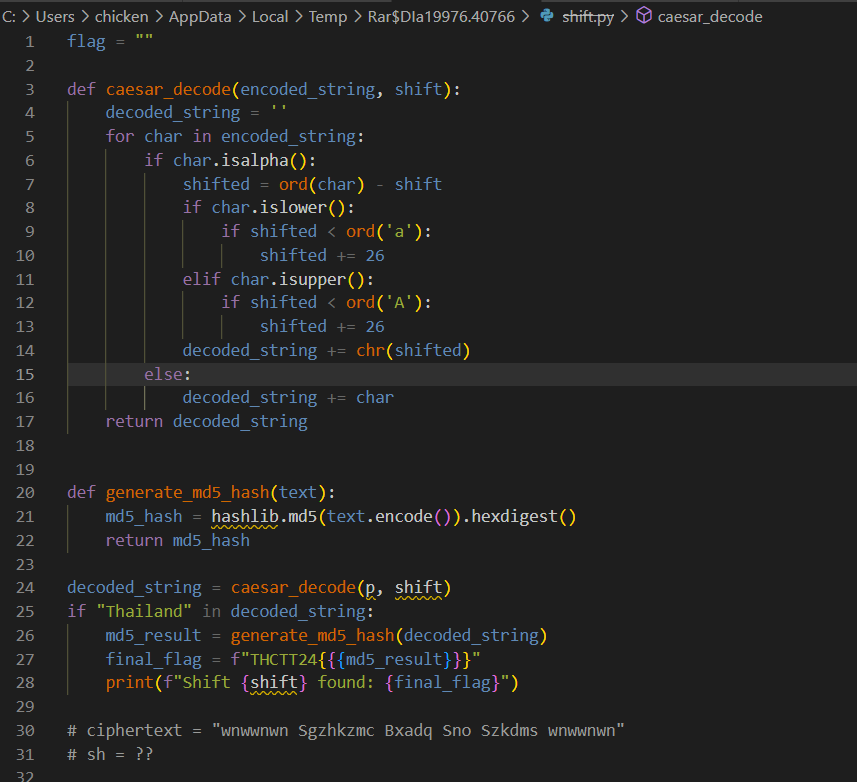 C: > Users > chicken > AppData > Local > Temp > Rar$DIa19976.40766 > shift.py > caesar_decode
1 flag = ""
2
3 def caesar_decode(encoded_string, shift):
4     decoded_string = ''
5     for char in encoded_string:
6         if char.isalpha():
7             shifted = ord(char) - shift
8             if char.islower():
9                 if shifted < ord('a'):
10                     shifted += 26
11             elif char.isupper():
12                 if shifted < ord('A'):
13                     shifted += 26
14             decoded_string += chr(shifted)
15         else:
16             decoded_string += char
17     return decoded_string
18
19
20 def generate_md5_hash(text):
21     md5_hash = hashlib.md5(text.encode()).hexdigest()
22     return md5_hash
23
24 decoded_string = caesar_decode(p, shift)
25 if "Thailand" in decoded_string:
26     md5_result = generate_md5_hash(decoded_string)
27     final_flag = f"THCTT24{{{md5_result}}}"
28     print(f"Shift {shift} found: {final_flag}")
29
30 # ciphertext = "wnwwnwn Sgzhkzmc Bxadq Sno Szkdms wnwwnwn"
31 # sh = ??
32